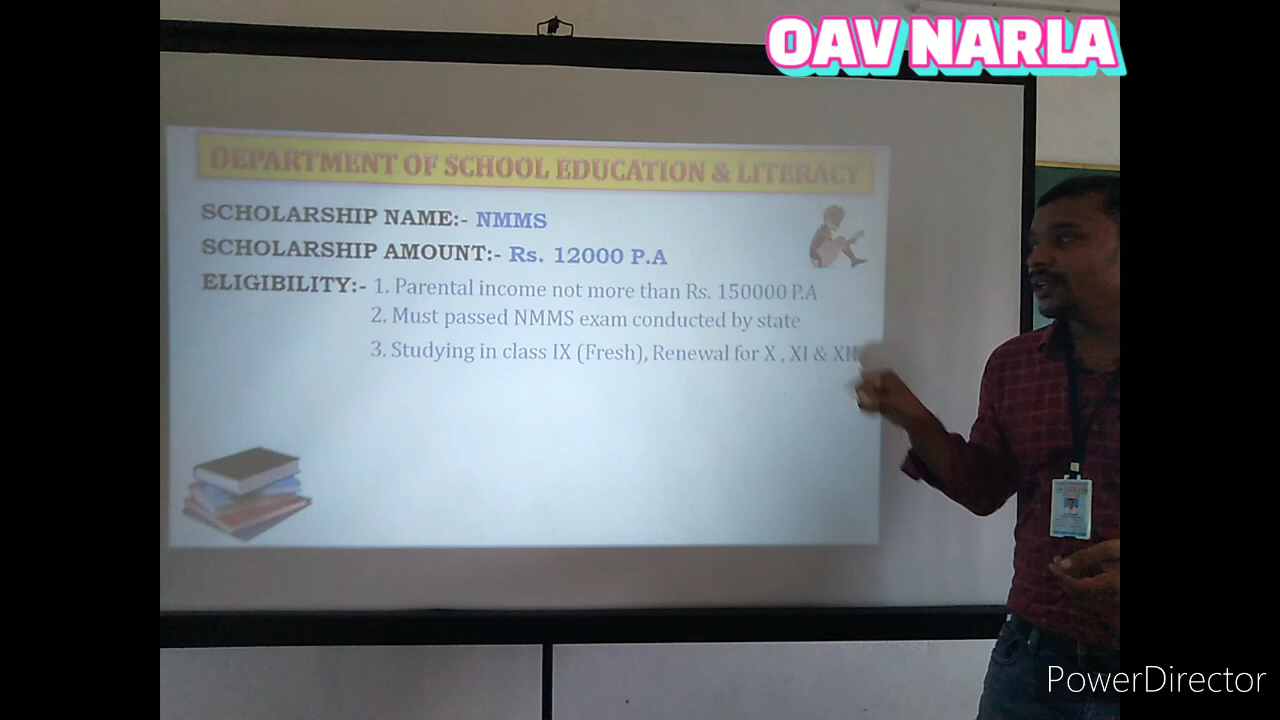 OAV NARLA
DEPARTMENT OF SCHOOL EDUCATION & LITERACY
SCHOLARSHIP NAME:- NMMS
SCHOLARSHIP AMOUNT:- Rs. 12000 P.A
ELIGIBILITY:- 1. Parental income not more than Rs. 150000 P.A
2. Must passed NMMS exam conducted by state
3. Studying in class IX (Fresh), Renewal for X , XI & XII
PowerDirector